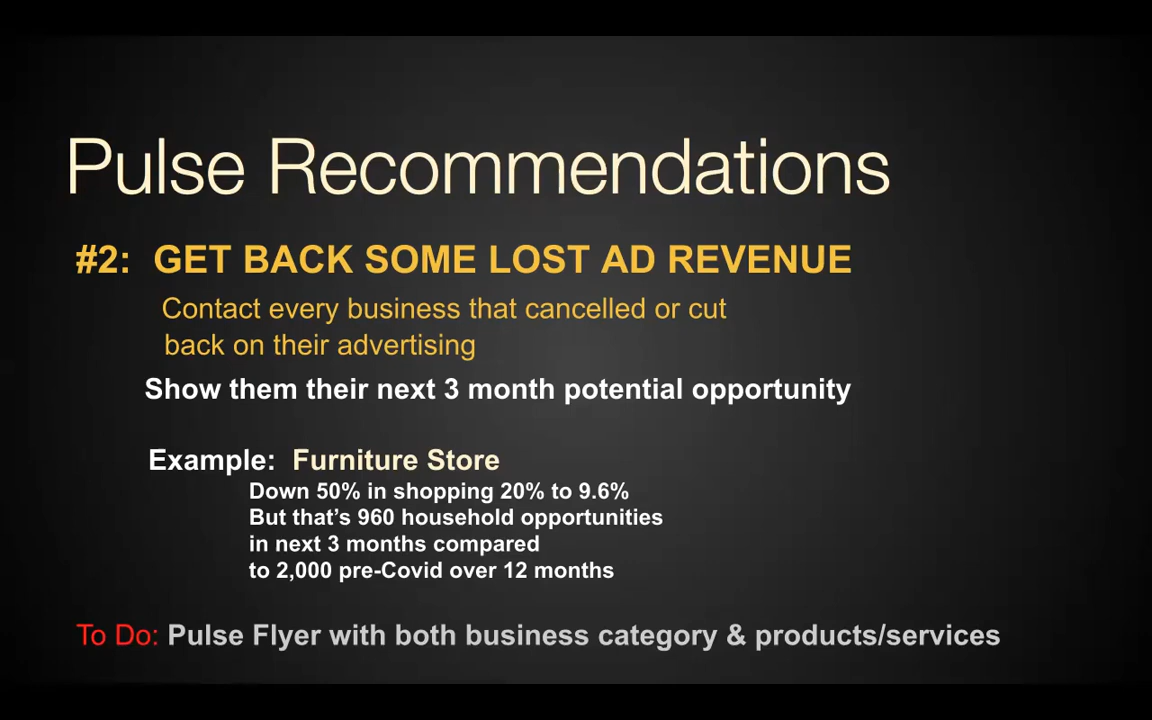 Pulse Recommendations
#2: GET BACK SOME LOST AD REVENUE
Contact every business that cancelled or cut
back on their advertising
Show them their next 3 month potential opportunity
Example: Furniture Store
Down 50% in shopping 20% to 9.6%
But that's 960 household opportunities
in next 3 months compared
to 2,000 pre-Covid over 12 months
To Do: Pulse Flyer with both business category & products/services